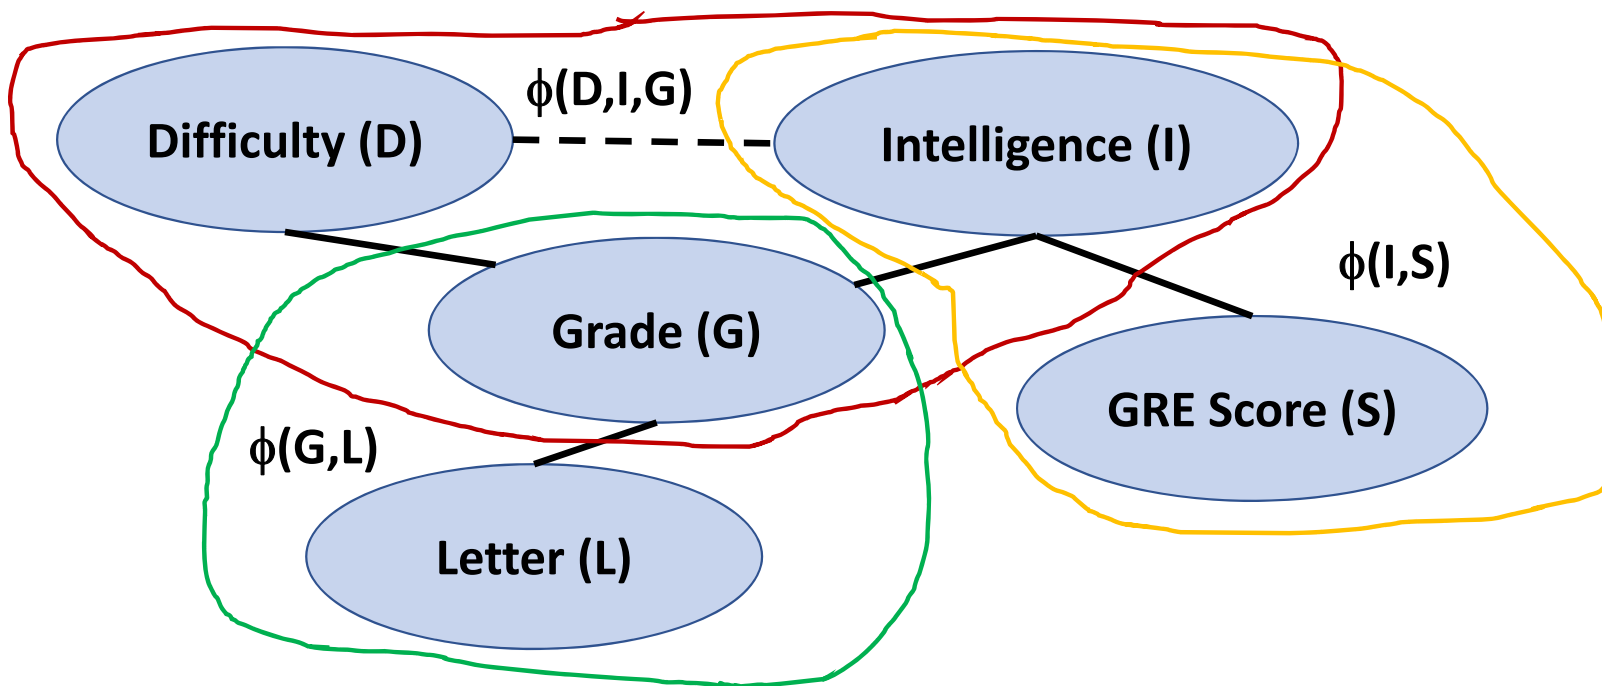 ϕ(D,I,G)
Difficulty (D)
Intelligence (I)
ϕ(I,S)
Grade (G)
GRE Score (S)
ϕ(G,L)
Letter (L)